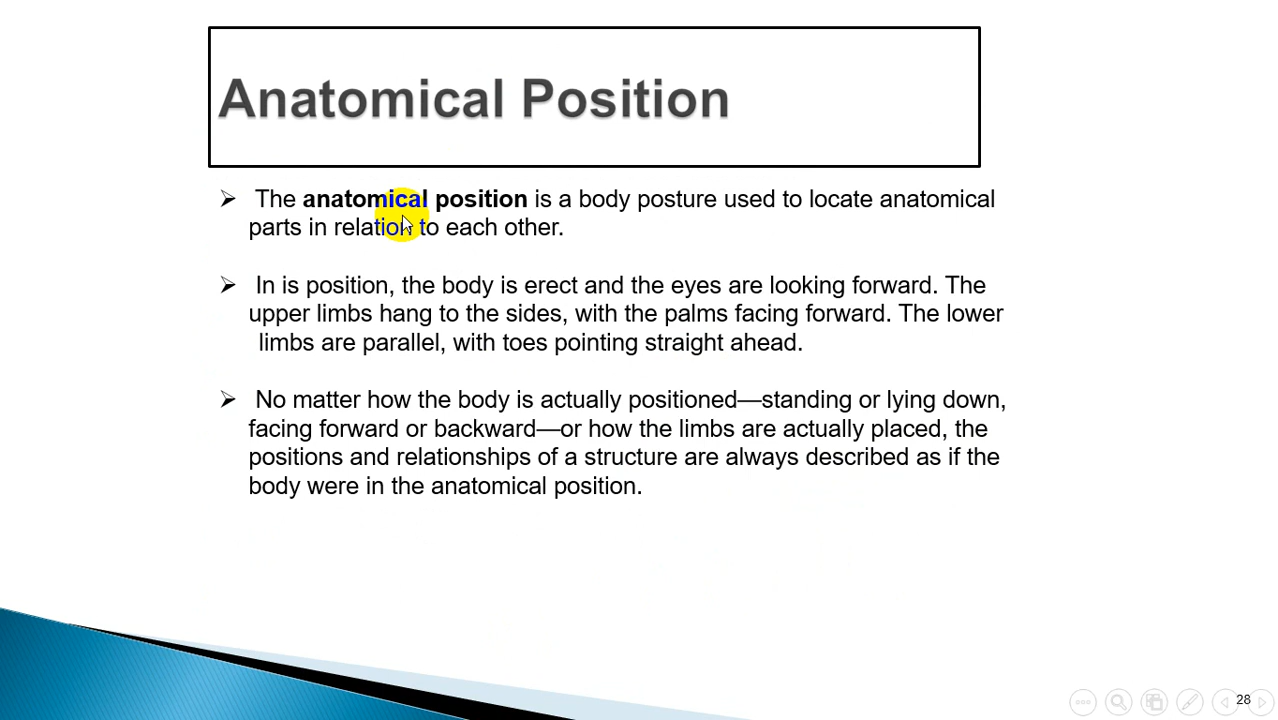 Anatomical Position
The anatomical position is a body posture used to locate anatomical
parts in relation to each other.
In is position, the body is erect and the eyes are looking forward. The
upper limbs hang to the sides, with the palms facing forward. The lower
limbs are parallel, with toes pointing straight ahead.
No matter how the body is actually positioned—standing or lying down,
facing forward or backward—or how the limbs are actually placed, the
positions and relationships of a structure are always described as if the
body were in the anatomical position.
28